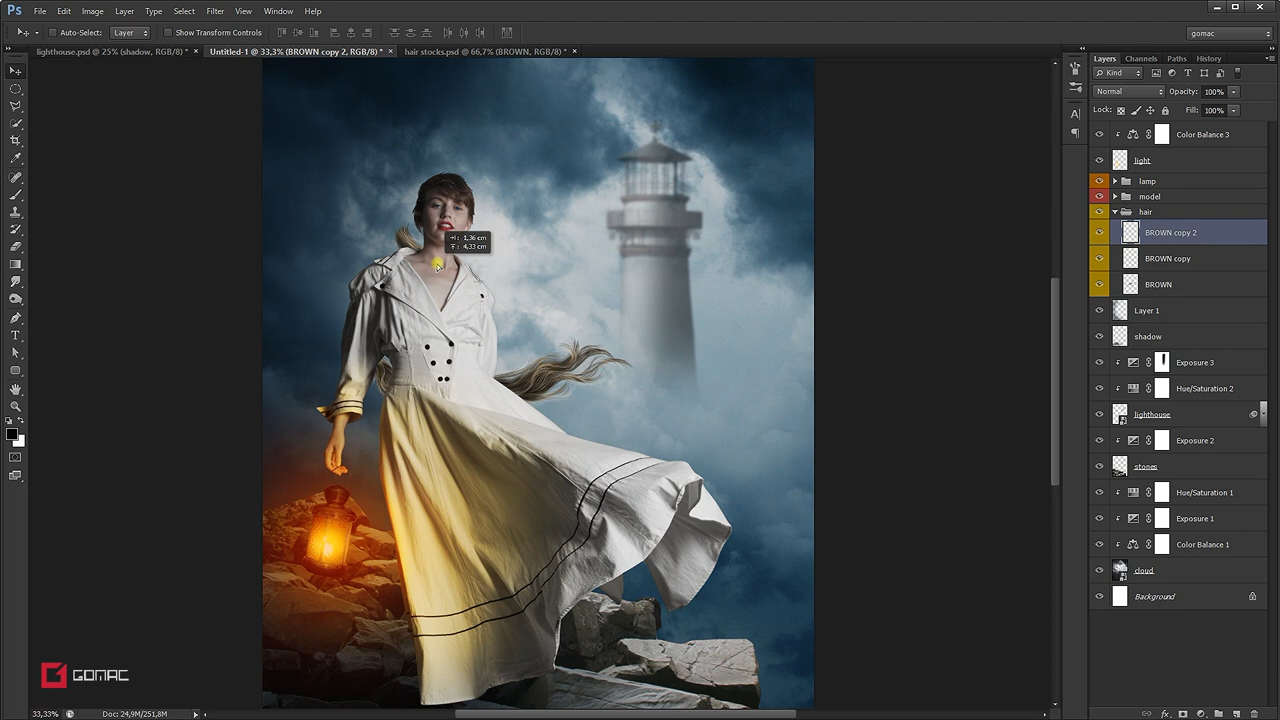 Ps File Edit Image Layer Type Select Filter View Window Help
Auto-Select: Layer Show Transform Controls gomac
lighthouse.psd @ 25% (shadow, RGB/8) * × Untitled-1 @ 33,3% (BROWN copy 2, RGB/8) * × hair stocks.psd @ 66,7% (BROWN, RGB/8) * ×
Layers Channels Paths History
Kind T
Normal Opacity: 100%
Lock: Fill: 100%
Color Balance 3
light
lamp
model
hair
BROWN copy 2
BROWN copy
BROWN
Layer 1
shadow
Exposure 3
Hue/Saturation 2
lighthouse
Exposure 2
stones
Hue/Saturation 1
Exposure 1
Color Balance 1
cloud
Background
: 1,36 cm
: 4,33 cm
GOMAC
33,33% Doc: 24,9M/251,8M
fx